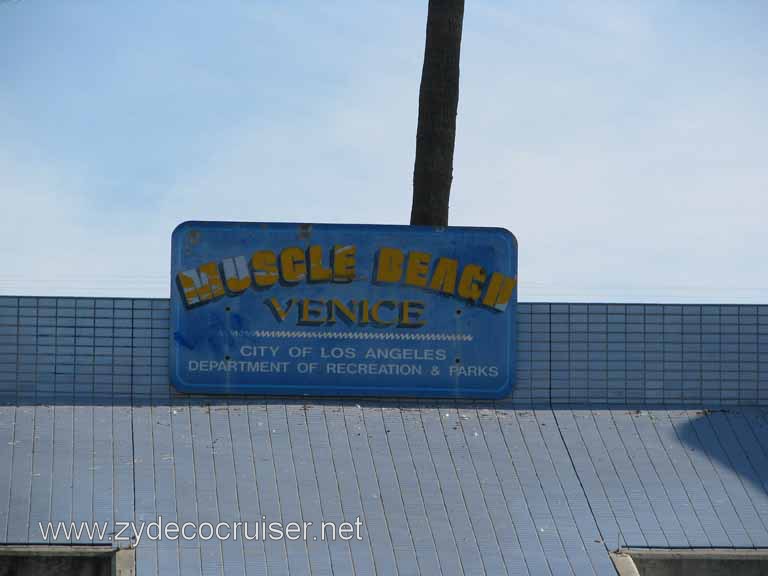 MUSCLE BEACH
VENICE
CITY OF LOS ANGELES
DEPARTMENT OF RECREATION & PARKS
www.zydecocruiser.net